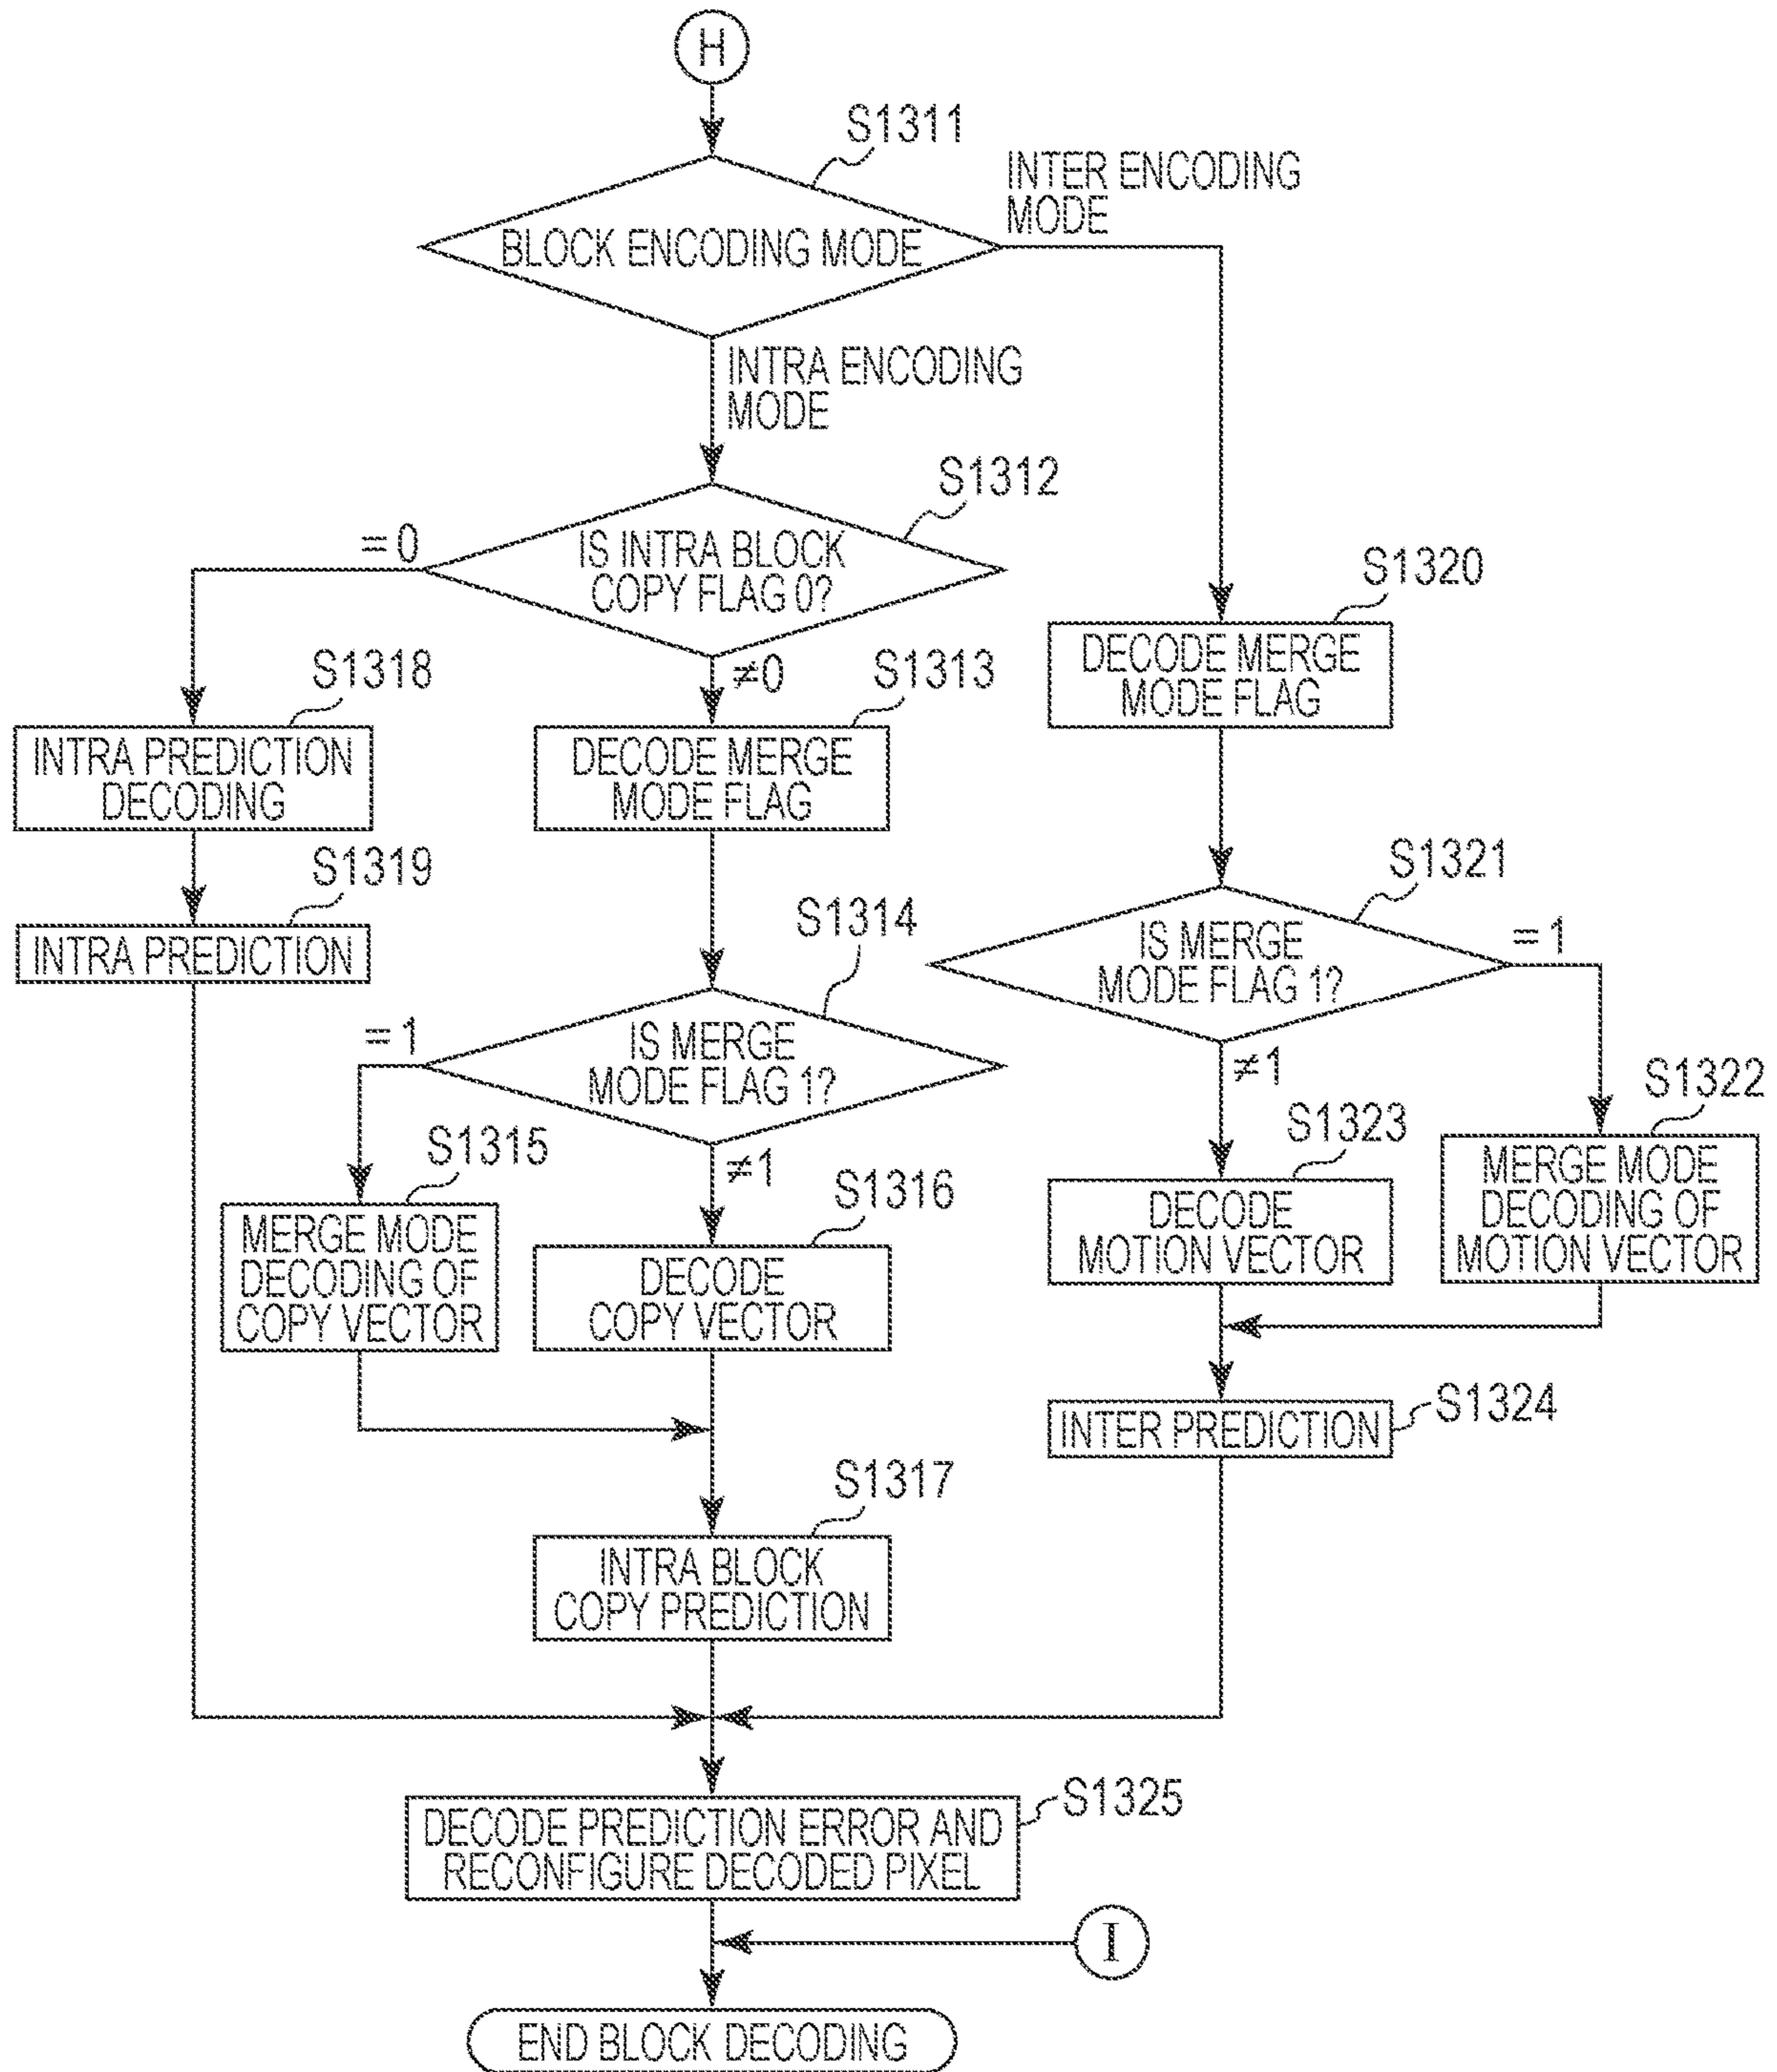 H
S1311
BLOCK ENCODING MODE
INTER ENCODING
MODE
INTRA ENCODING
MODE
S1312
IS INTRA BLOCK
COPY FLAG 0?
= 0
≠0
S1318
INTRA PREDICTION
DECODING
S1313
DECODE MERGE
MODE FLAG
S1320
DECODE MERGE
MODE FLAG
S1319
INTRA PREDICTION
S1314
IS MERGE
MODE FLAG 1?
= 1
≠1
S1321
IS MERGE
MODE FLAG 1?
= 1
≠1
S1315
MERGE MODE
DECODING OF
COPY VECTOR
S1316
DECODE
COPY VECTOR
S1323
DECODE
MOTION VECTOR
S1322
MERGE MODE
DECODING OF
MOTION VECTOR
S1324
INTER PREDICTION
S1317
INTRA BLOCK
COPY PREDICTION
S1325
DECODE PREDICTION ERROR AND
RECONFIGURE DECODED PIXEL
I
END BLOCK DECODING